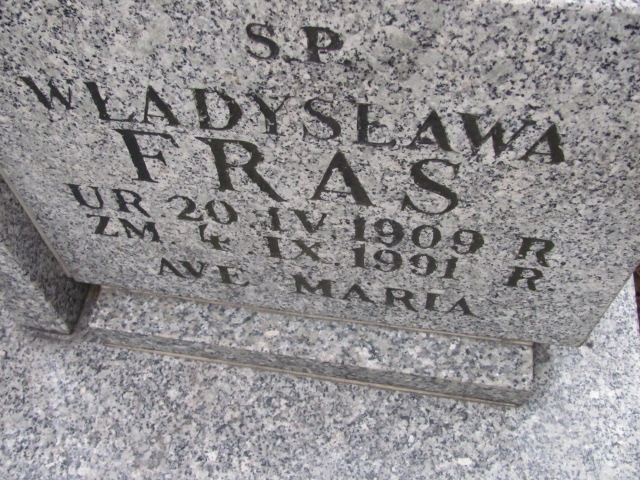 S.P.
WŁADYSŁAWA
FRAS
UR 20 IV 1909 R
ZM 4 IX 1991 R
AVE MARIA